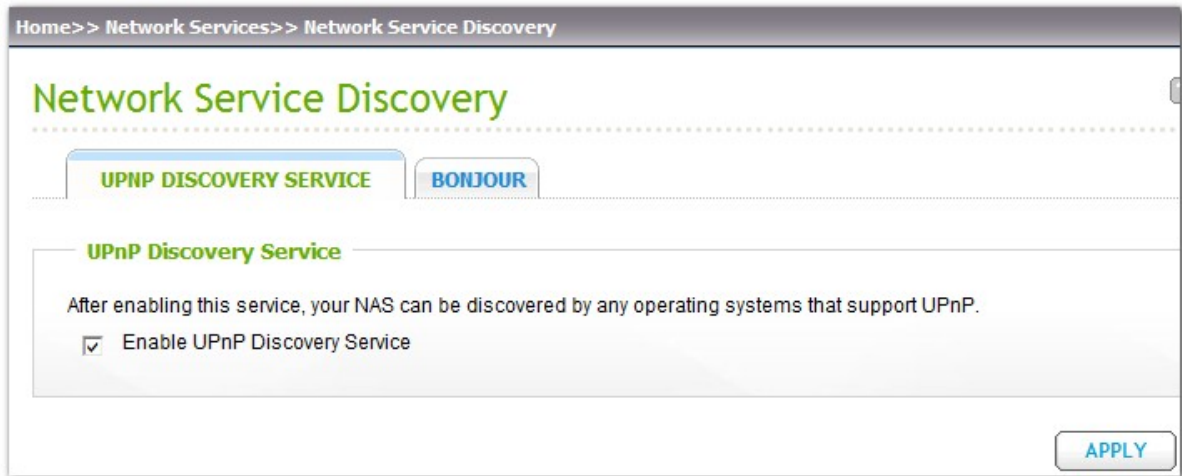 Home>> Network Services>> Network Service Discovery
Network Service Discovery
UPNP DISCOVERY SERVICE
BONJOUR
UPnP Discovery Service
After enabling this service, your NAS can be discovered by any operating systems that support UPnP.
Enable UPnP Discovery Service
APPLY